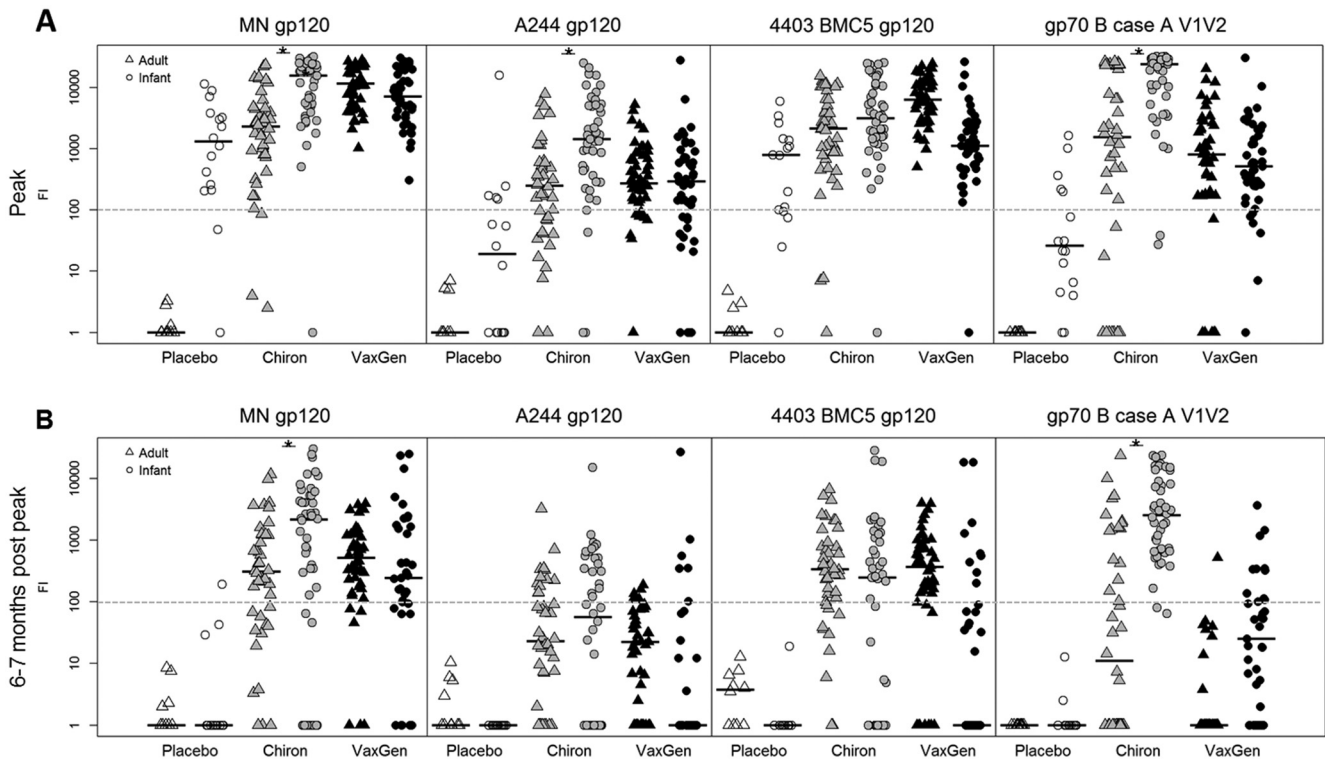 A
MN gp120 A244 gp120 4403 BMC5 gp120 gp70 B case A V1V2
* * *
△ Adult
○ Infant
10000
1000
100
10
1
Peak
FI
Placebo Chiron VaxGen Placebo Chiron VaxGen Placebo Chiron VaxGen Placebo Chiron VaxGen
B
MN gp120 A244 gp120 4403 BMC5 gp120 gp70 B case A V1V2
* *
△ Adult
○ Infant
10000
1000
100
10
1
6-7 months post peak
FI
Placebo Chiron VaxGen Placebo Chiron VaxGen Placebo Chiron VaxGen Placebo Chiron VaxGen